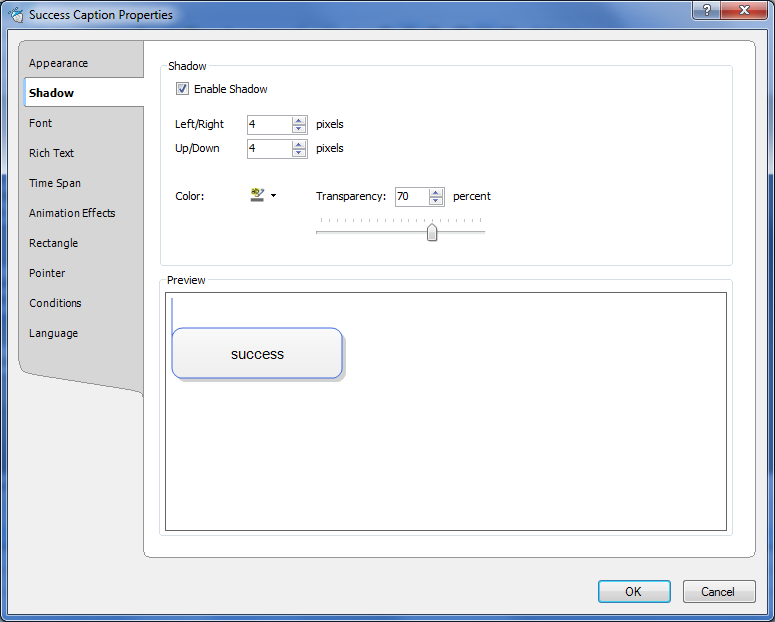 Success Caption Properties
?
Appearance
Shadow
Font
Rich Text
Time Span
Animation Effects
Rectangle
Pointer
Conditions
Language
Shadow
Enable Shadow
Left/Right 4 pixels
Up/Down 4 pixels
Color: Transparency: 70 percent
Preview
success
OK Cancel